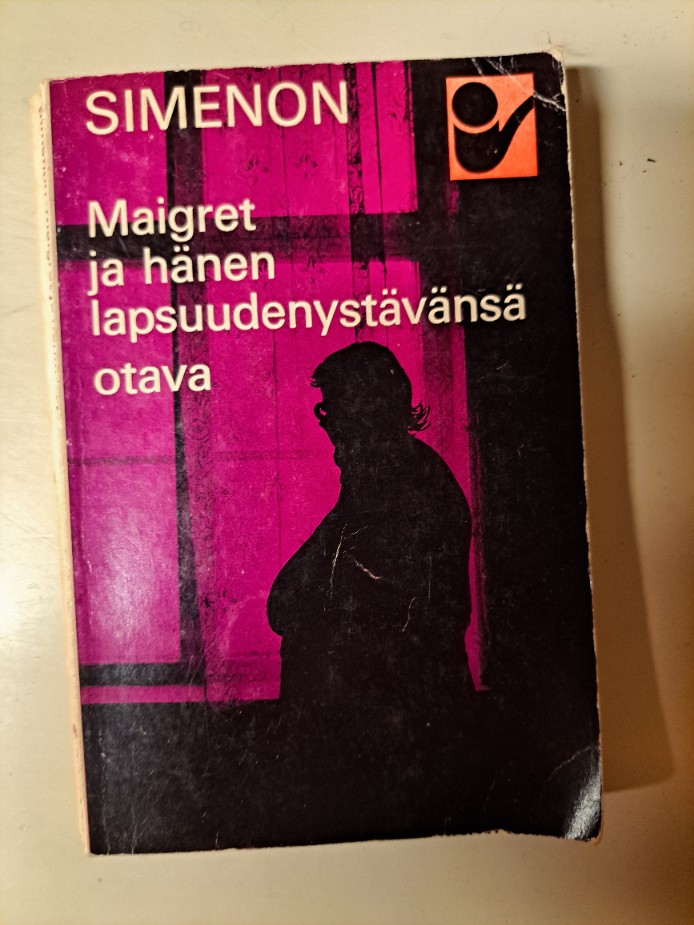 SIMENON
Maigret
ja hänen
lapsuudenystävänsä
otava